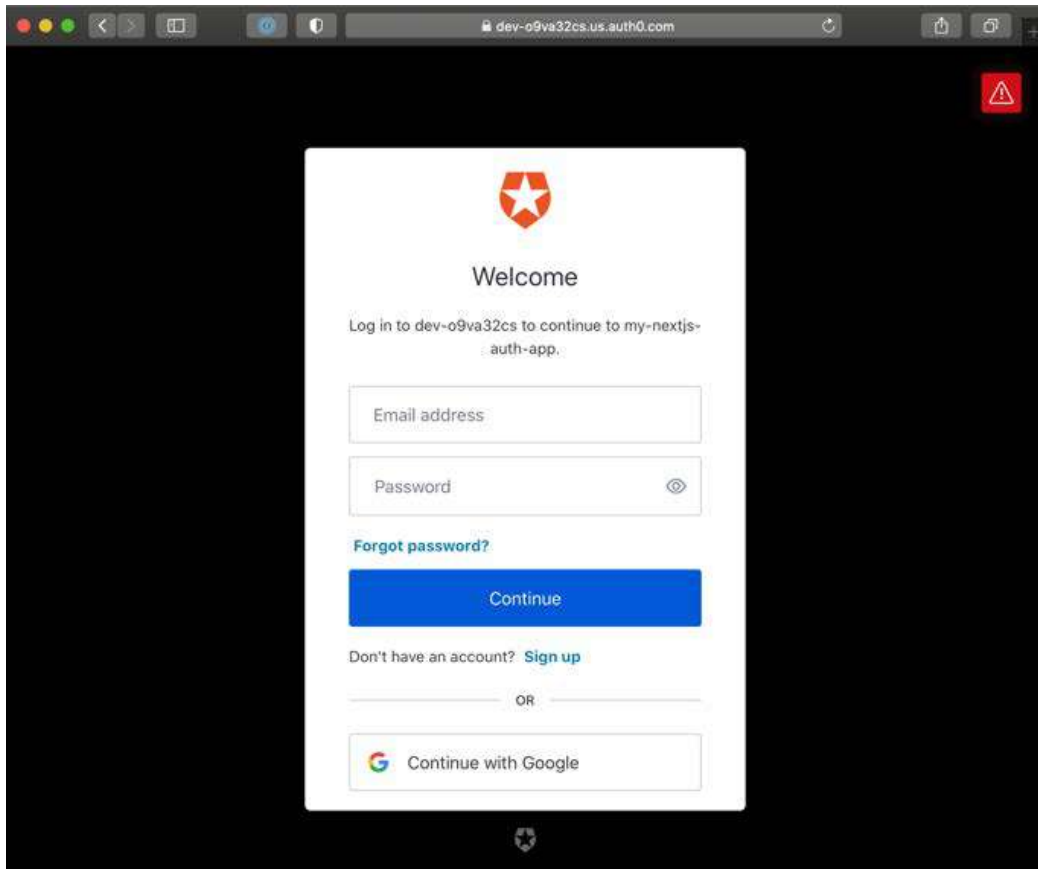 dev-o9va32cs.us.auth0.com
Welcome
Log in to dev-o9va32cs to continue to my-nextjs-
auth-app.
Email address
Password
Forgot password?
Continue
Don't have an account? Sign up
OR
Continue with Google